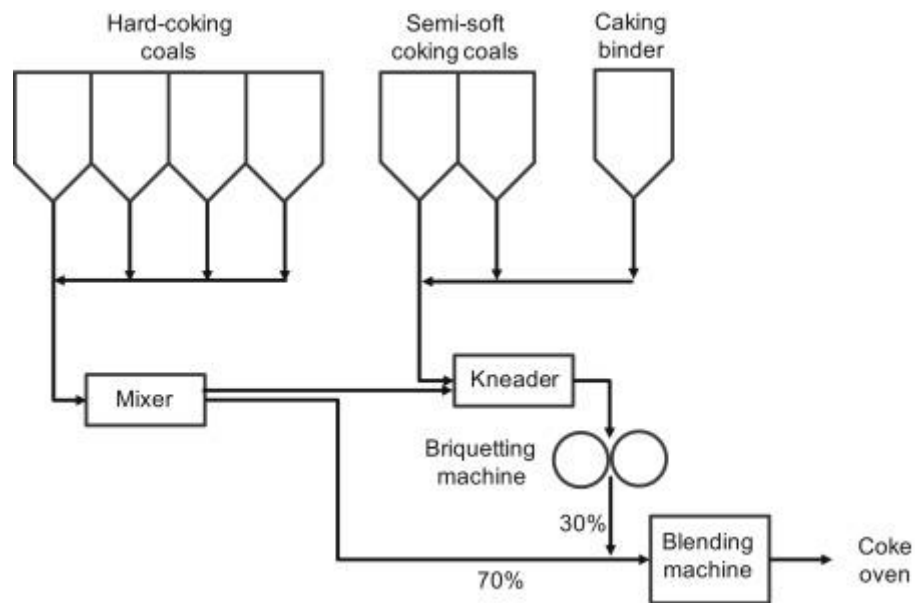 Hard-coking
coals
Semi-soft
coking coals
Caking
binder
Mixer
Kneader
Briquetting
machine
30%
70%
Blending
machine
Coke
oven